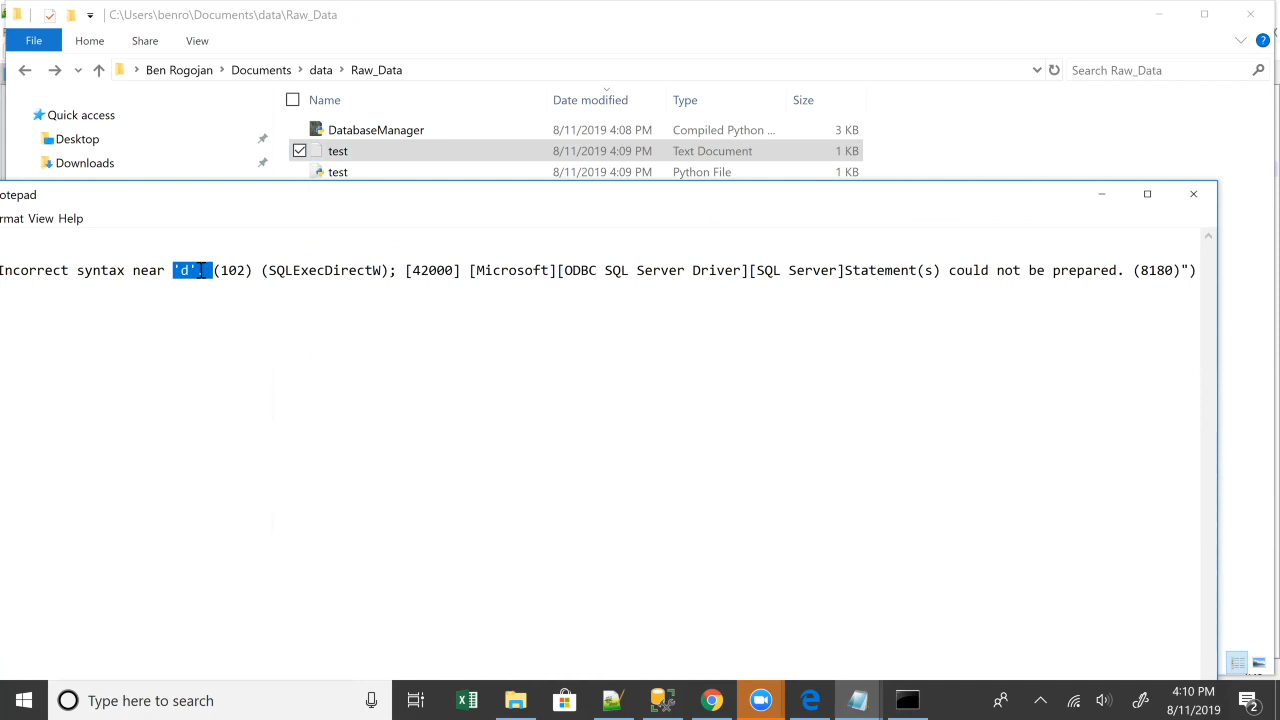 C:\Users\benro\Documents\data\Raw_Data
File Home Share View
Ben Rogojan Documents data Raw_Data Search Raw_Data
Name Date modified Type Size
Quick access
DatabaseManager 8/11/2019 4:08 PM Compiled Python ... 3 KB
Desktop
test 8/11/2019 4:09 PM Text Document 1 KB
Downloads
test 8/11/2019 4:09 PM Python File 1 KB
otepad
rmat View Help
Incorrect syntax near 'd'. (102) (SQLExecDirectW); [42000] [Microsoft][ODBC SQL Server Driver][SQL Server]Statement(s) could not be prepared. (8180)")
Type here to search
4:10 PM
8/11/2019
2